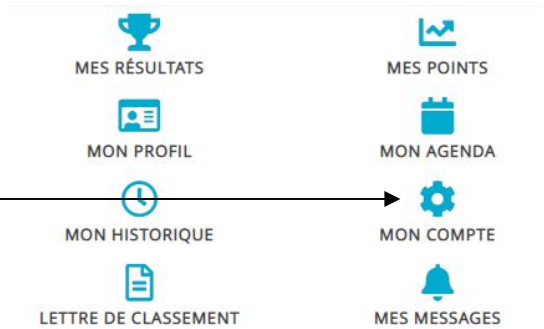 MES RÉSULTATS
MES POINTS
MON PROFIL
MON AGENDA
MON HISTORIQUE
MON COMPTE
LETTRE DE CLASSEMENT
MES MESSAGES